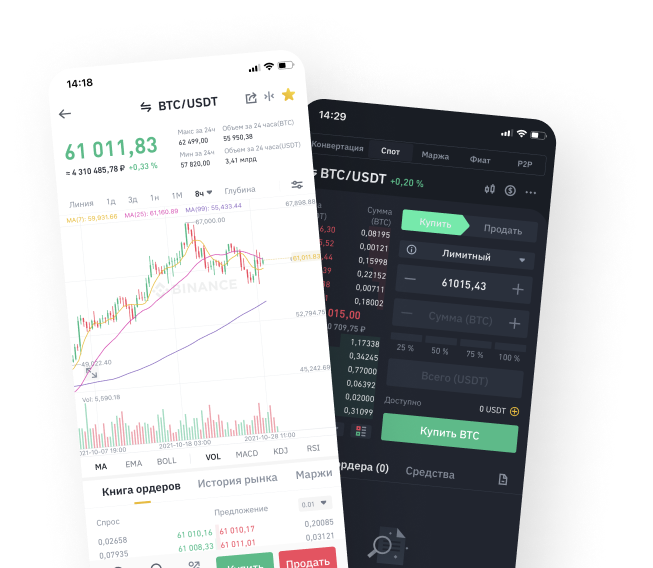 14:18
BTC/USDT
61 011,83
≈ 4 310 485,78 ₽ +0,33 %
Макс за 24ч
62 499,00
Объем за 24 часа(BTC)
55 950,38
Мин за 24ч
57 820,00
Объем за 24 часа(USDT)
3,41 млрд
Линия 1д 3д 1н 1М 8ч Глубина
MA(7): 59,931.66 MA(25): 61,160.89 MA(99): 55,433.44
67,898.88
67,000.00
61,011.83
BINANCE
52,794.75
49,022.40
45,242.68
Vol: 5,590.18
2021-10-07 19:00 2021-10-18 03:00 2021-10-28 11:00
MA EMA BOLL VOL MACD KDJ RSI
Книга ордеров История рынка Маржи
Спрос Предложение 0.01
0,02658 61 010,16 61 010,17 0,20085
0,07935 61 008,33 61 011,01 0,03121
Купить Продать
14:29
Конвертация Спот Маржа Фиат P2P
BTC/USDT +0,20 %
Сумма
(BTC)
6,30 0,08195
5,52 0,00121
,44 0,15998
39 0,22152
0,00711
0,18002
015,00
709,75 ₽
1,17338
0,34245
0,77000
0,06392
0,02000
0,31099
Купить Продать
Лимитный
61015,43
Сумма (BTC)
25 % 50 % 75 % 100 %
Всего (USDT)
Доступно 0 USDT
Купить BTC
ордера (0) Средства